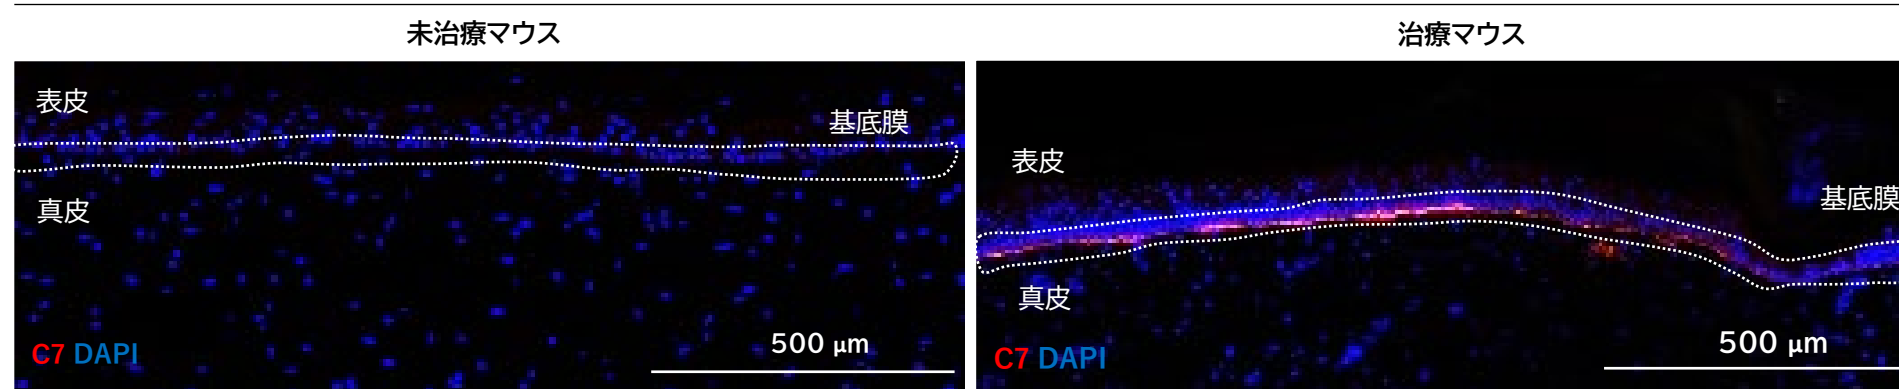 未治療マウス
治療マウス
表皮
基底膜
真皮
C7 DAPI
500 μm
表皮
基底膜
真皮
C7 DAPI
500 μm